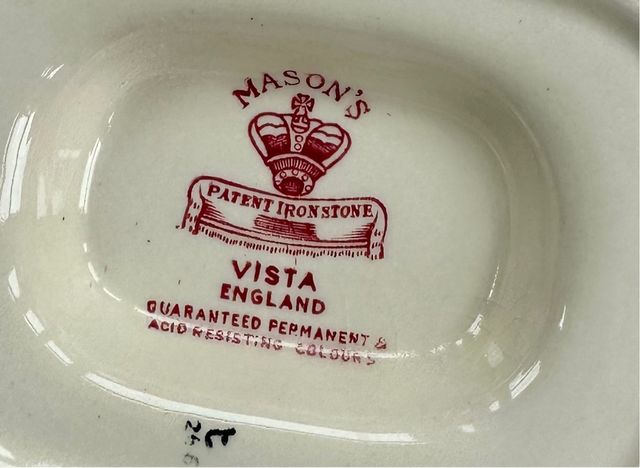 MASON'S
PATENT IRONSTONE
VISTA
ENGLAND
GUARANTEED PERMANENT &
ACID RESISTING COLOURS